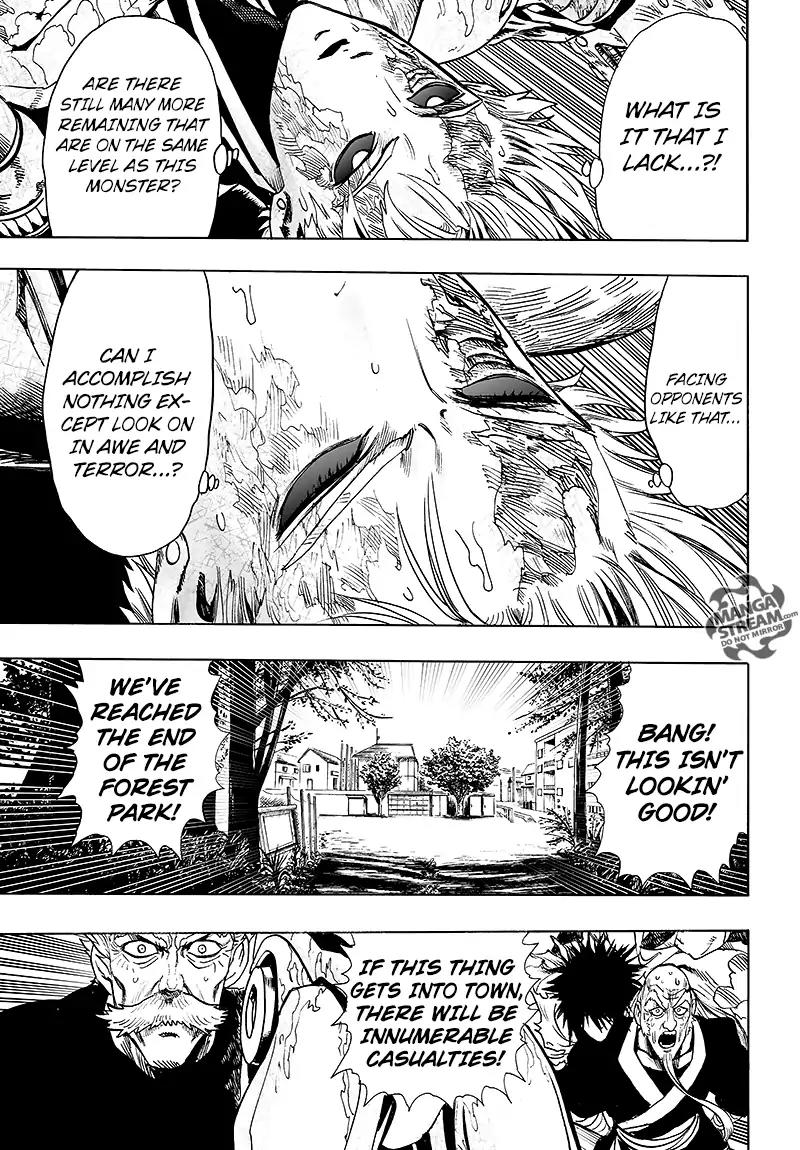 WHAT IS
IT THAT I
LACK...?!
ARE THERE
STILL MANY MORE
REMAINING THAT
ARE ON THE SAME
LEVEL AS THIS
MONSTER?
FACING
OPPONENTS
LIKE THAT...
CAN I
ACCOMPLISH
NOTHING EX-
CEPT LOOK ON
IN AWE AND
TERROR...?
MANGA
STREAM.com
DO NOT MIRROR
BANG!
THIS ISN'T
LOOKIN'
GOOD!
WE'VE
REACHED
THE END
OF THE
FOREST
PARK!
IF THIS THING
GETS INTO TOWN,
THERE WILL BE
INNUMERABLE
CASUALTIES!